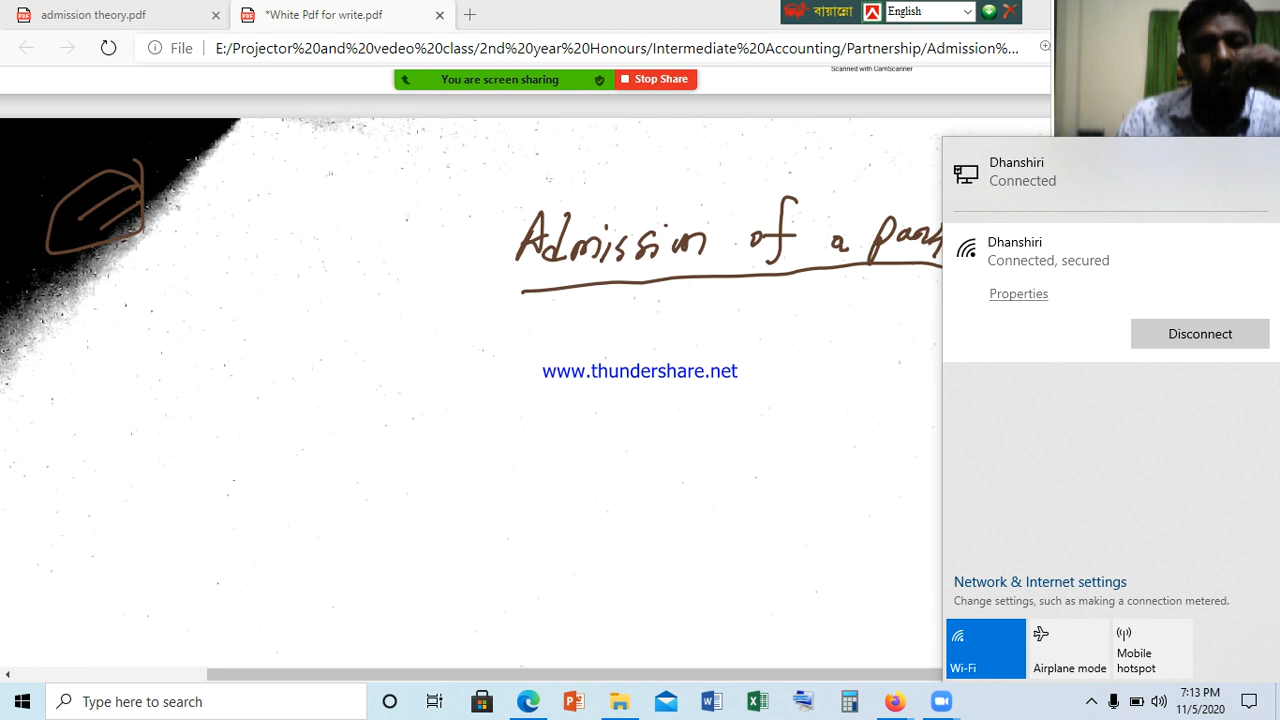 admission theory.pdf
*White Pdf for write.pdf
বায়ান্নো
English
File
E:/Projector%20and%20vedeo%20class/2nd%20year%20Honours/Intermediate%20Accounting/Partnership/Admission%...
Scanned with CamScanner
You are screen sharing
Stop Share
Admission of a
www.thundershare.net
Dhanshiri
Connected
Dhanshiri
Connected, secured
Properties
Disconnect
Network & Internet settings
Change settings, such as making a connection metered.
Wi-Fi
Airplane mode
Mobile
hotspot
Type here to search
7:13 PM
11/5/2020